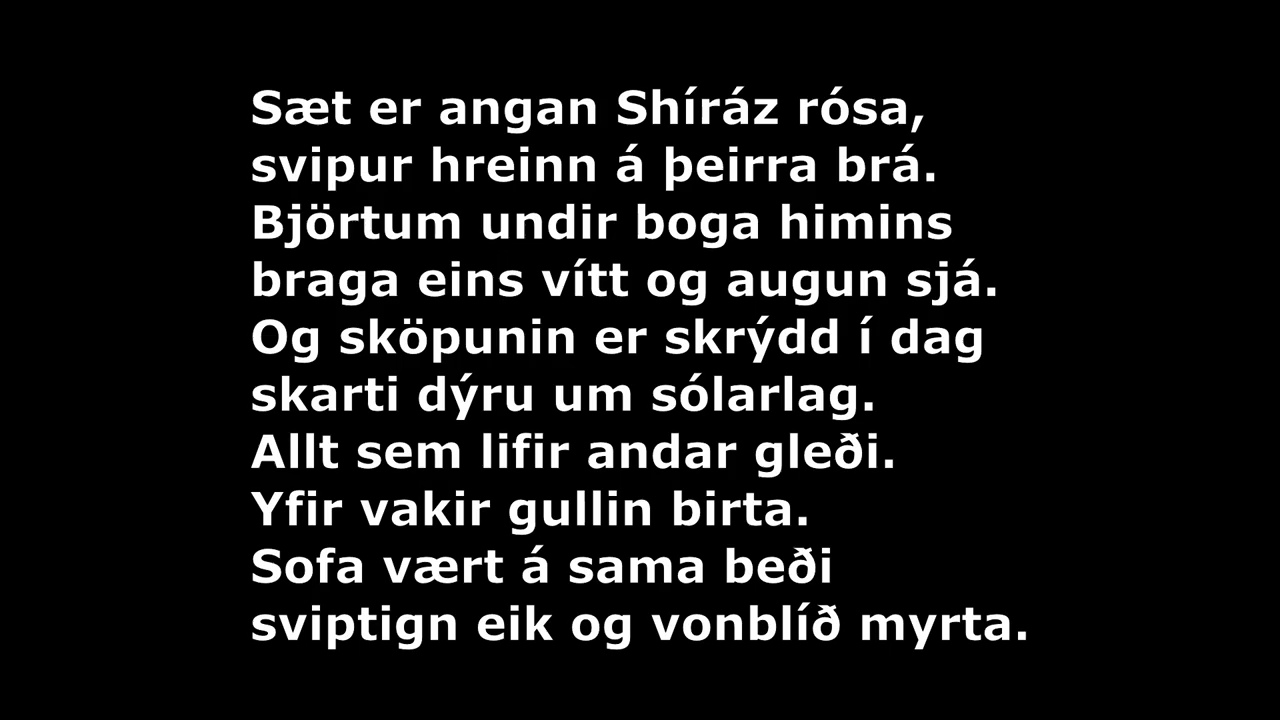 Sæt er angan Shíráz rósa,
svipur hreinn á þeirra brá.
Björtum undir boga himins
braga eins vítt og augun sjá.
Og sköpunin er skrýdd í dag
skarti dýru um sólarlag.
Allt sem lifir andar gleði.
Yfir vakir gullin birta.
Sofa vært á sama beði
sviptign eik og vonblíð myrta.